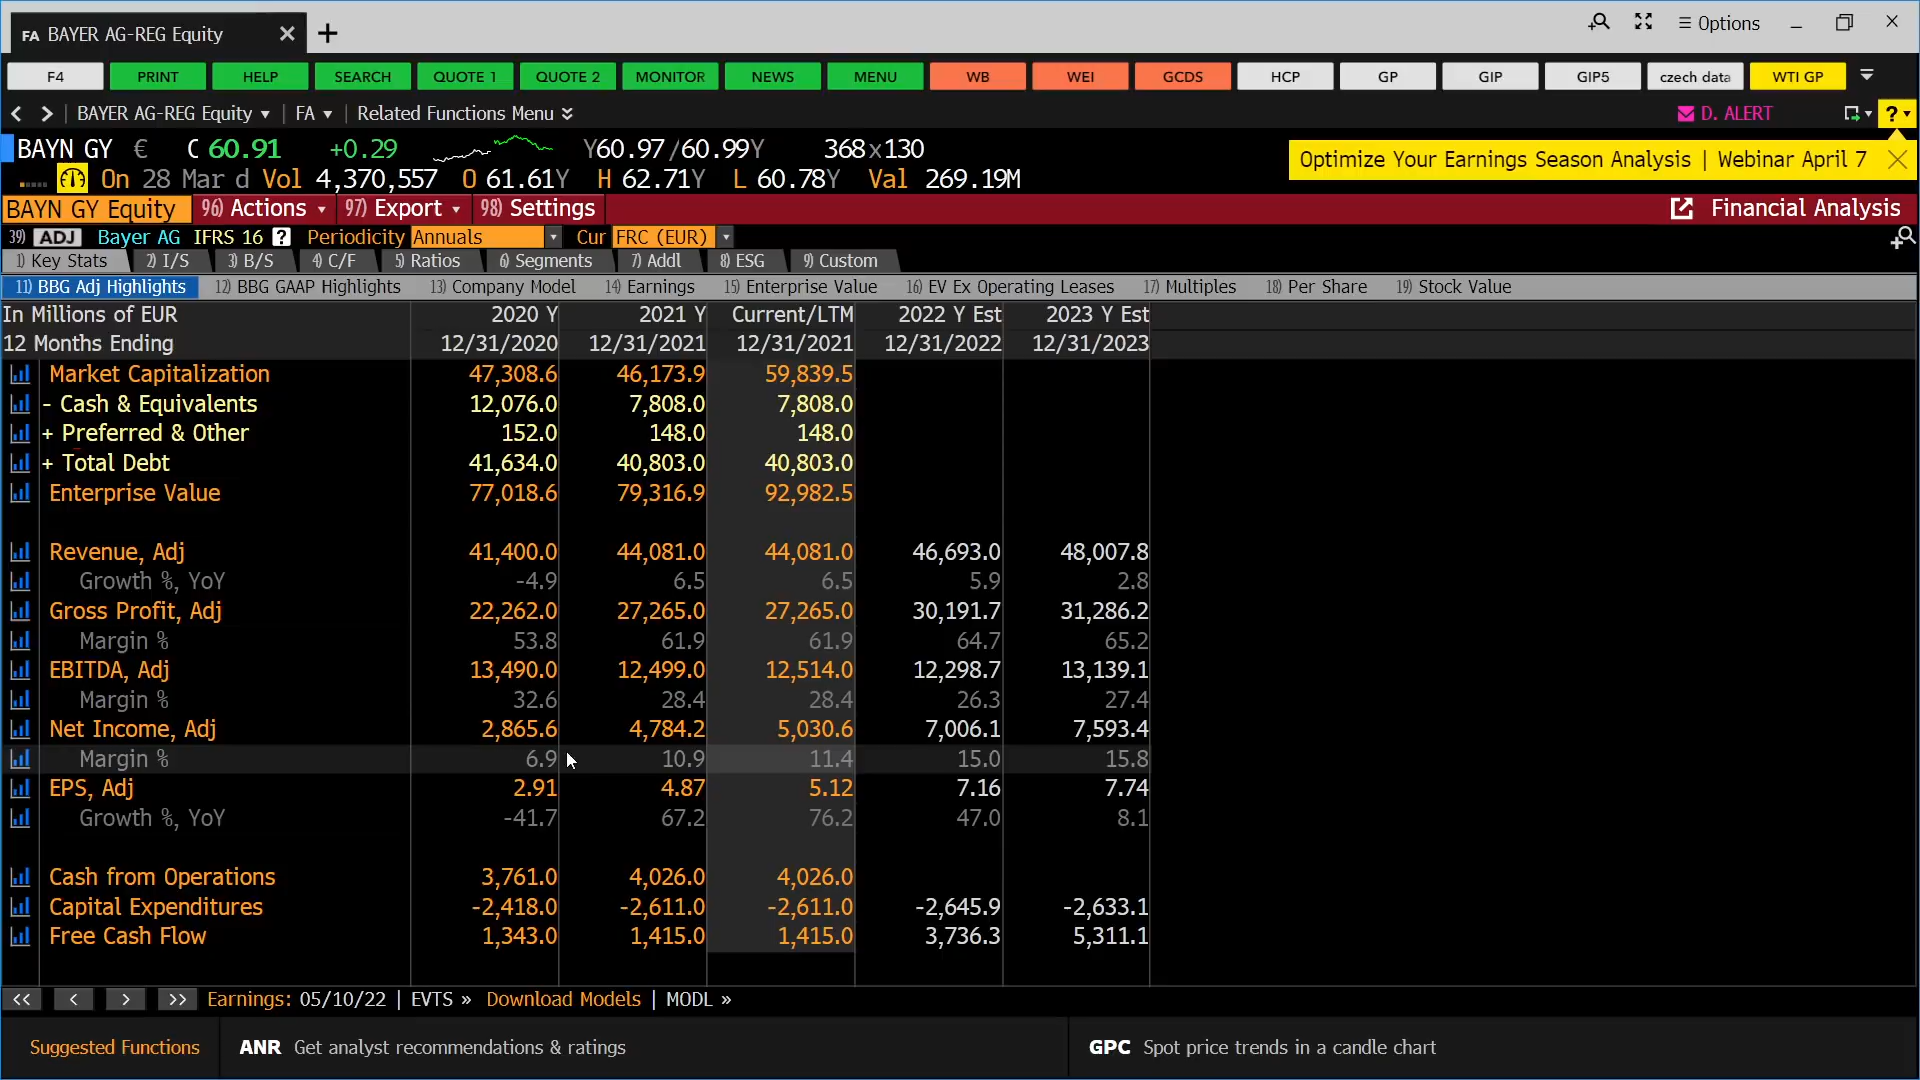 FA BAYER AG-REG Equity
Options
F4 PRINT HELP SEARCH QUOTE 1 QUOTE 2 MONITOR NEWS MENU WB WEI GCDS HCP GP GIP GIP5 czech data WTI GP
BAYER AG-REG Equity FA Related Functions Menu D. ALERT ?
BAYN GY € C 60.91 +0.29 Y60.97/60.99Y 368x130
Optimize Your Earnings Season Analysis | Webinar April 7
On 28 Mar d Vol 4,370,557 O 61.61Y H 62.71Y L 60.78Y Val 269.19M
BAYN GY Equity 96) Actions 97) Export 98) Settings Financial Analysis
39) ADJ Bayer AG IFRS 16 ? Periodicity Annuals Cur FRC (EUR)
1) Key Stats 2) I/S 3) B/S 4) C/F 5) Ratios 6) Segments 7) Addl 8) ESG 9) Custom
11) BBG Adj Highlights 12) BBG GAAP Highlights 13) Company Model 14) Earnings 15) Enterprise Value 16) EV Ex Operating Leases 17) Multiples 18) Per Share 19) Stock Value
In Millions of EUR 2020 Y 2021 Y Current/LTM 2022 Y Est 2023 Y Est
12 Months Ending 12/31/2020 12/31/2021 12/31/2021 12/31/2022 12/31/2023
Market Capitalization 47,308.6 46,173.9 59,839.5
- Cash & Equivalents 12,076.0 7,808.0 7,808.0
+ Preferred & Other 152.0 148.0 148.0
+ Total Debt 41,634.0 40,803.0 40,803.0
Enterprise Value 77,018.6 79,316.9 92,982.5
Revenue, Adj 41,400.0 44,081.0 44,081.0 46,693.0 48,007.8
Growth %, YoY -4.9 6.5 6.5 5.9 2.8
Gross Profit, Adj 22,262.0 27,265.0 27,265.0 30,191.7 31,286.2
Margin % 53.8 61.9 61.9 64.7 65.2
EBITDA, Adj 13,490.0 12,499.0 12,514.0 12,298.7 13,139.1
Margin % 32.6 28.4 28.4 26.3 27.4
Net Income, Adj 2,865.6 4,784.2 5,030.6 7,006.1 7,593.4
Margin % 6.9 10.9 11.4 15.0 15.8
EPS, Adj 2.91 4.87 5.12 7.16 7.74
Growth %, YoY -41.7 67.2 76.2 47.0 8.1
Cash from Operations 3,761.0 4,026.0 4,026.0
Capital Expenditures -2,418.0 -2,611.0 -2,611.0 -2,645.9 -2,633.1
Free Cash Flow 1,343.0 1,415.0 1,415.0 3,736.3 5,311.1
<< < > >> Earnings: 05/10/22 | EVTS » Download Models | MODL »
Suggested Functions ANR Get analyst recommendations & ratings GPC Spot price trends in a candle chart